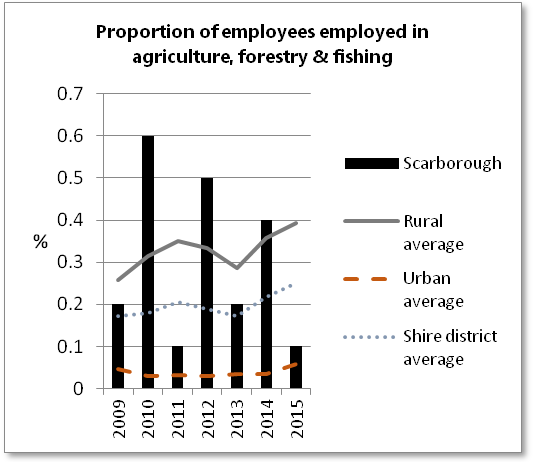 Proportion of employees employed in
agriculture, forestry & fishing
0.7
0.6
0.5
0.4
0.3
0.2
0.1
0
%
2009
2010
2011
2012
2013
2014
2015
Scarborough
Rural
average
Urban
average
Shire district
average